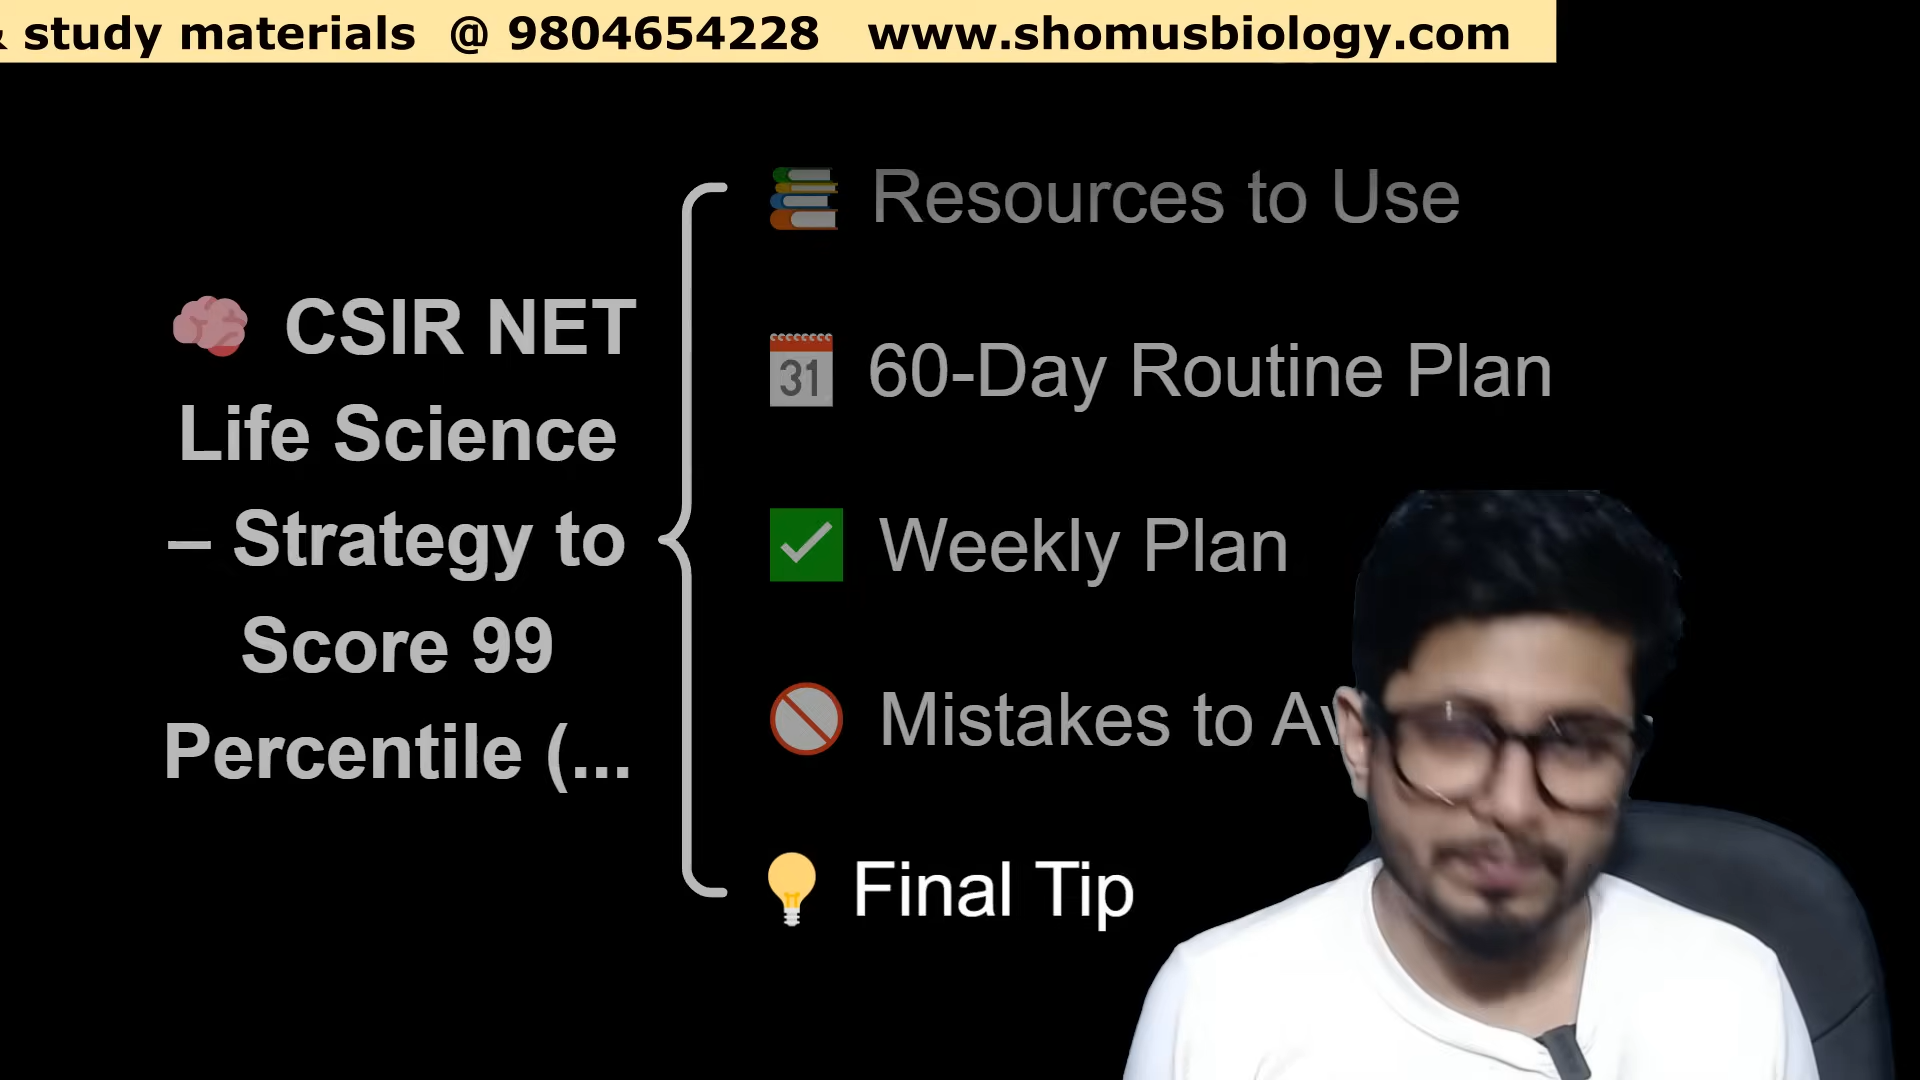 & study materials @ 9804654228 www.shomusbiology.com
CSIR NET
Life Science
– Strategy to
Score 99
Percentile (...
Resources to Use
31 60-Day Routine Plan
Weekly Plan
Mistakes to
Final Tip